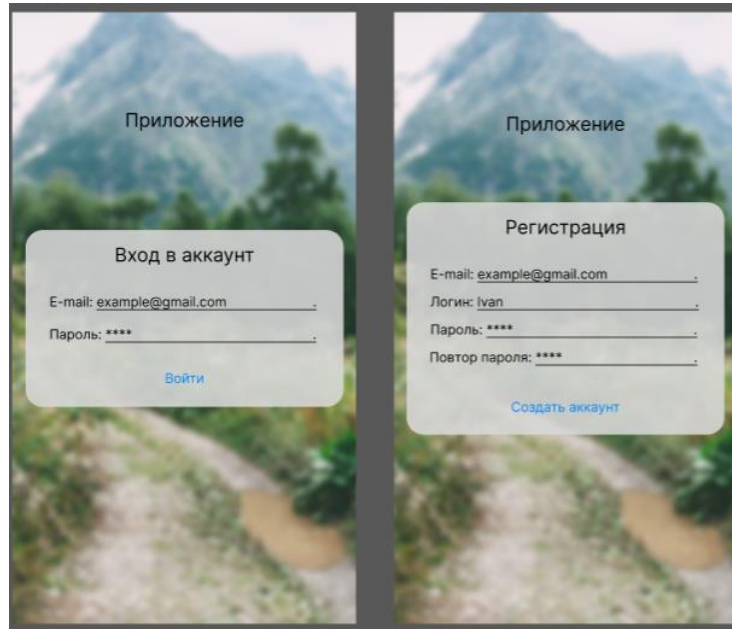 Приложение
Вход в аккаунт
E-mail: example@gmail.com .
Пароль: **** .
Войти
Приложение
Регистрация
E-mail: example@gmail.com .
Логин: Ivan .
Пароль: **** .
Повтор пароля: **** .
Создать аккаунт